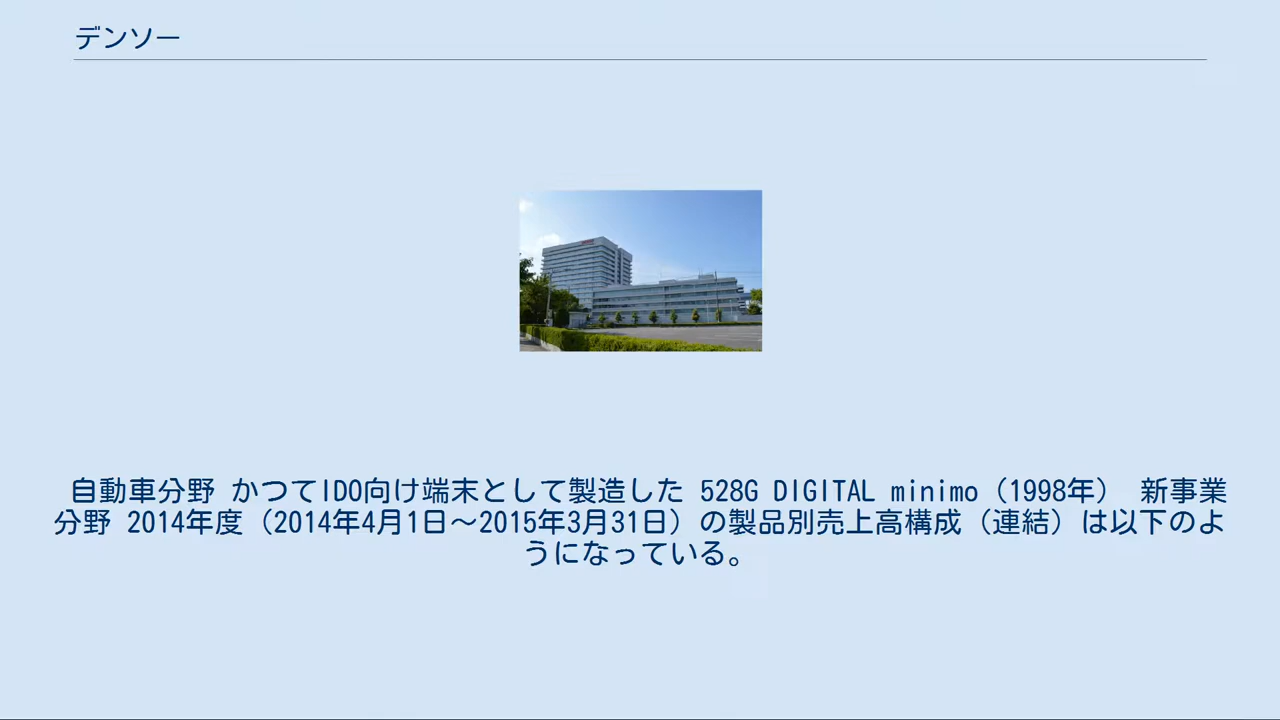 デンソー
自動車分野 かつてIDO向け端末として製造した 528G DIGITAL minimo（1998年） 新事業
分野 2014年度（2014年4月1日～2015年3月31日）の製品別売上高構成（連結）は以下のよ
うになっている。